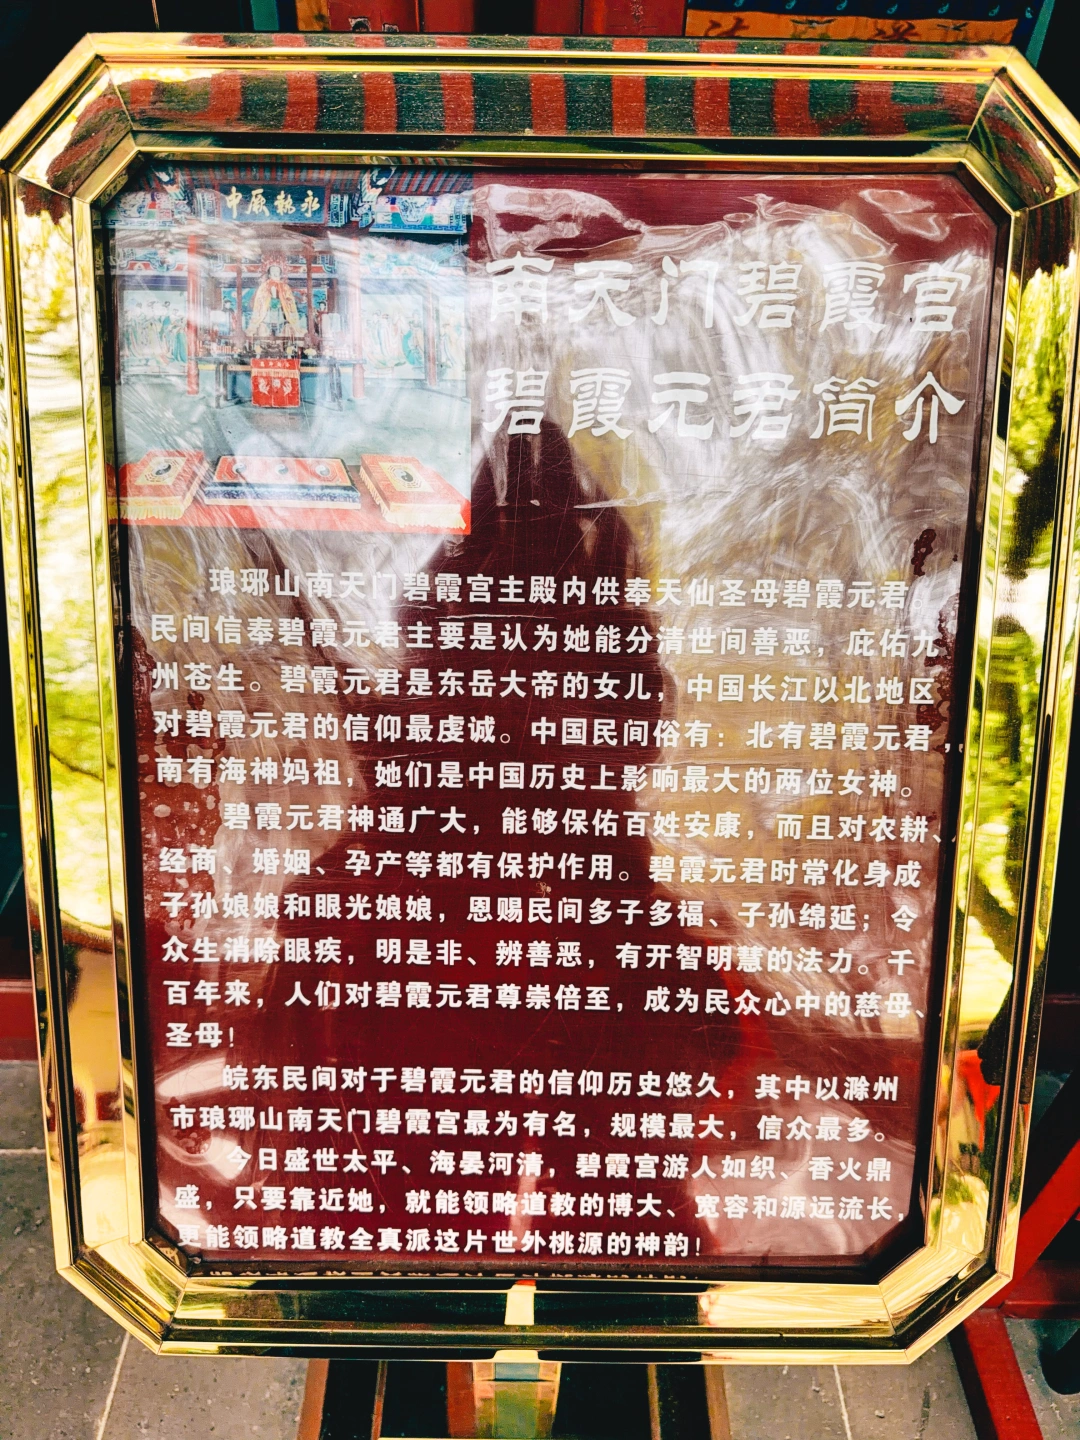 南天门碧霞宫
碧霞元君简介
琅琊山南天门碧霞宫主殿内供奉天仙圣母碧霞元君。
民间信奉碧霞元君主要是认为她能分清世间善恶，庇佑九
州苍生。碧霞元君是东岳大帝的女儿，中国长江以北地区
对碧霞元君的信仰最虔诚。中国民间俗有：北有碧霞元君，
南有海神妈祖，她们是中国历史上影响最大的两位女神。
碧霞元君神通广大，能够保佑百姓安康，而且对农耕、
经商、婚姻、孕产等都有保护作用。碧霞元君时常化身成
子孙娘娘和眼光娘娘，恩赐民间多子多福、子孙绵延；令
众生消除眼疾，明是非、辨善恶，有开智明慧的法力。千
百年来，人们对碧霞元君尊崇倍至，成为民众心中的慈母、
圣母！
皖东民间对于碧霞元君的信仰历史悠久，其中以滁州
市琅琊山南天门碧霞宫最为有名，规模最大，信众最多。
今日盛世太平、海晏河清，碧霞宫游人如织、香火鼎
盛，只要靠近她，就能领略道教的博大、宽容和源远流长，
更能领略道教全真派这片世外桃源的神韵！